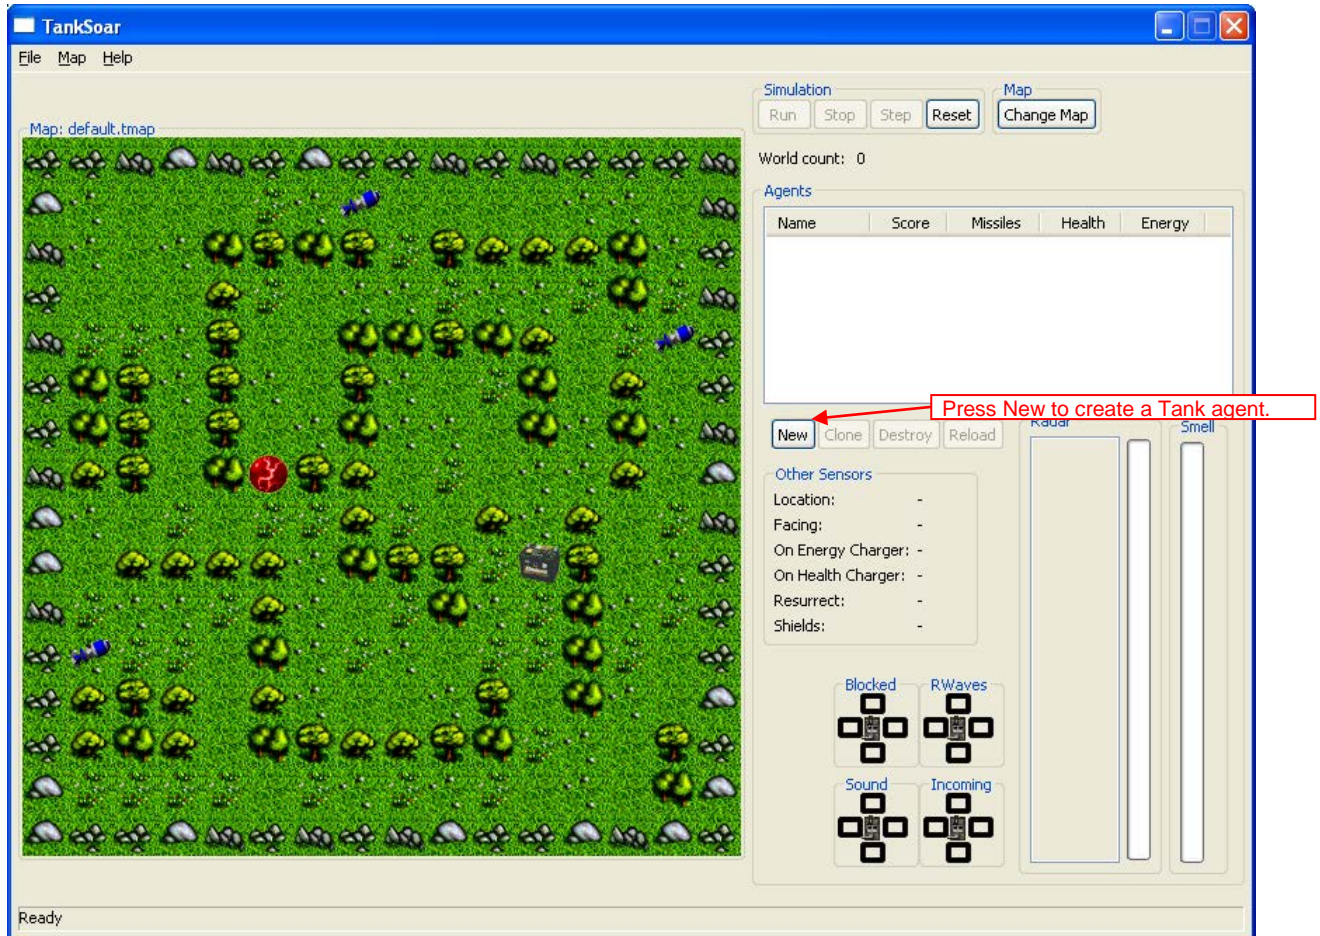 TankSoar
File Map Help
Simulation
Map
Run Stop Step Reset Change Map
Map: default.tmap
World count: 0
Agents
Name Score Missiles Health Energy
Press New to create a Tank agent.
New Clone Destroy Reload
Radar
Smell
Other Sensors
Location: -
Facing: -
On Energy Charger: -
On Health Charger: -
Resurrect: -
Shields: -
Blocked RWaves
Sound Incoming
Ready